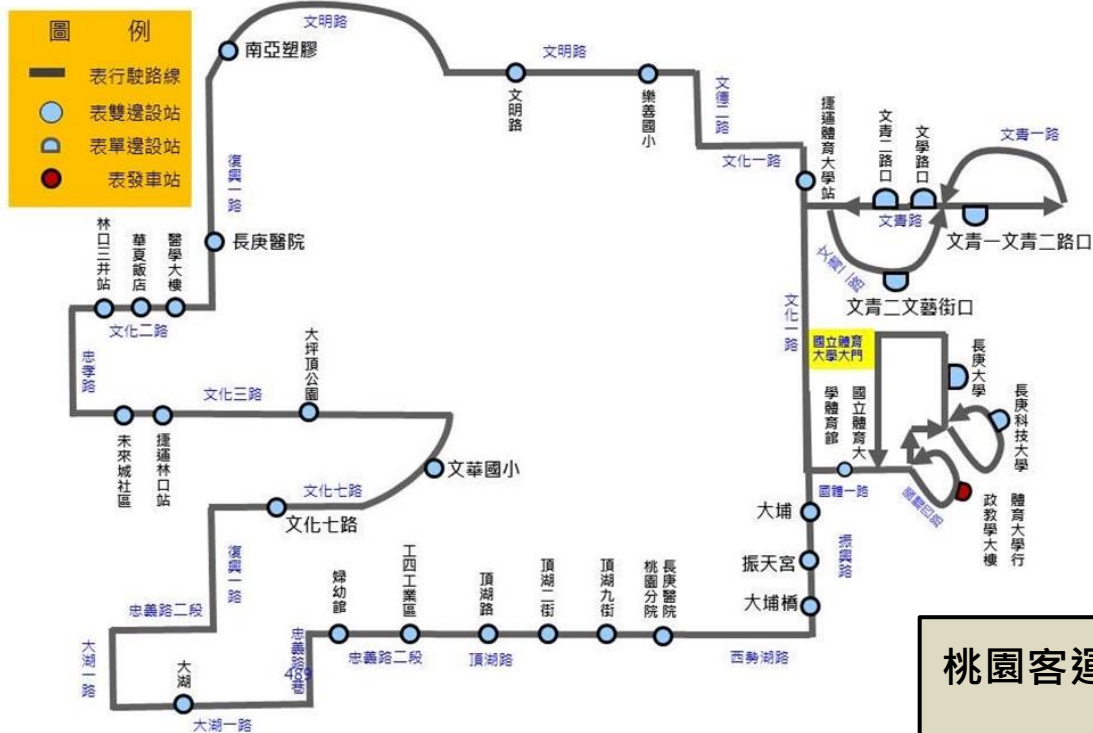 圖 例
表行駛路線
表雙邊設站
表單邊設站
表發車站
文明路
南亞塑膠
文明路
文明路
樂善國小
文德二路
文化一路
捷運體育大學站
文青二路口
文學路口
文青一路
文青路
文青一文青二路口
文青二路
文青二文藝街口
復興一路
長庚醫院
林口三井站
華夏飯店
醫學大樓
文化二路
忠孝路
文化三路
大坪頂公園
未來城社區
捷運林口站
文華國小
文化七路
文化七路
文化一路
國立體育
大學大門
國立體育大
學體育館
長庚大學
長庚科技大學
國體一路
體育大學行
政教學大樓
大埔
振天宮
大埔橋
振興路
復興一路
忠義路二段
大湖一路
大湖
大湖一路
忠義路
489
巷
婦幼館
工四工業區
頂湖路
頂湖二街
頂湖九街
長庚醫院
桃園分院
忠義路二段
頂湖路
西勢湖路
桃園客運